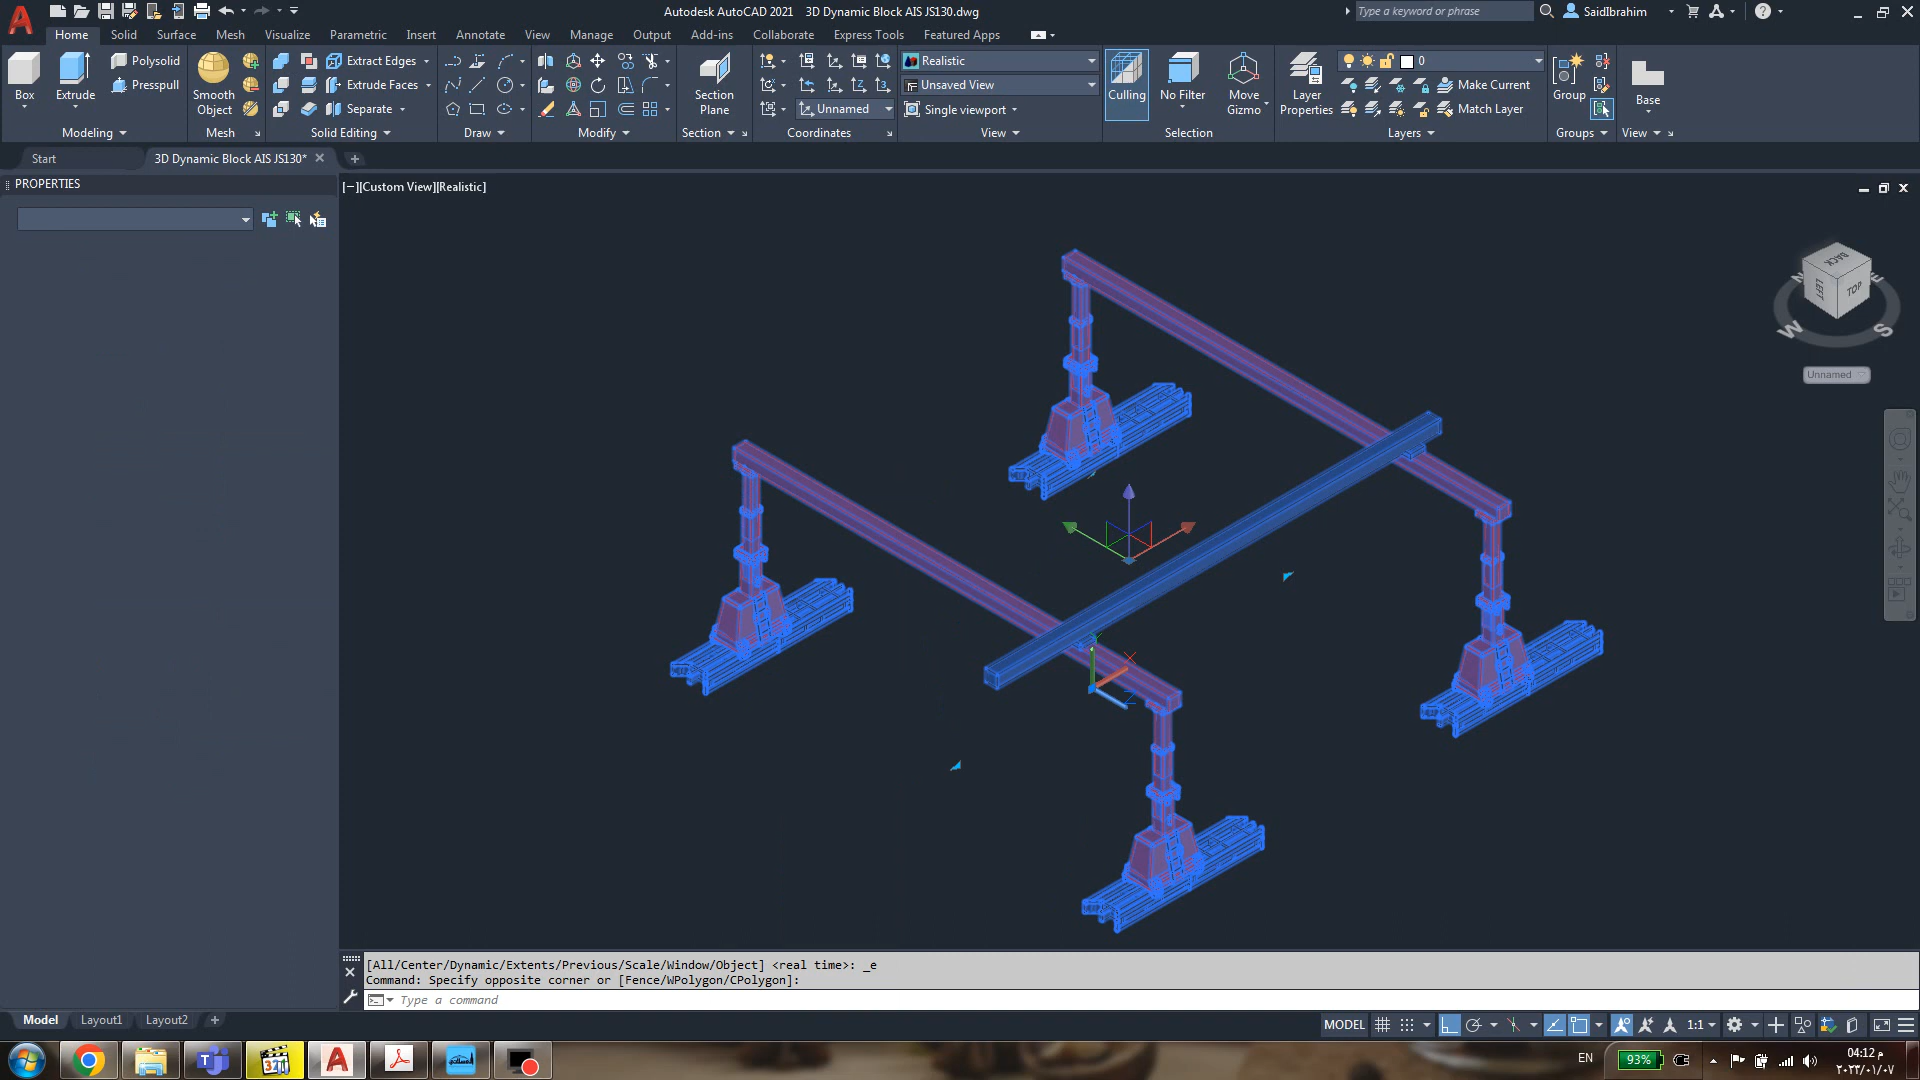 Autodesk AutoCAD 2021 3D Dynamic Block AIS JS130.dwg
Type a keyword or phrase
SaidIbrahim
Home Solid Surface Mesh Visualize Parametric Insert Annotate View Manage Output Add-ins Collaborate Express Tools Featured Apps
Box
Extrude
Polysolid
Presspull
Modeling
Smooth Object
Mesh
Extract Edges
Extrude Faces
Separate
Solid Editing
Draw
Modify
Section Plane
Section
Unnamed
Coordinates
Realistic
Unsaved View
Single viewport
View
Culling
No Filter
Move Gizmo
Selection
Layer Properties
0
Make Current
Match Layer
Layers
Group
Groups
Base
View
Start
3D Dynamic Block AIS JS130*
PROPERTIES
[−][Custom View][Realistic]
BACK
LEFT
TOP
N
E
W
S
Unnamed
X
Y
Z
[All/Center/Dynamic/Extents/Previous/Scale/Window/Object] <real time>: _e
Command: Specify opposite corner or [Fence/WPolygon/CPolygon]:
Type a command
Model Layout1 Layout2
MODEL
1:1
321
EN
93%
04:12 م
٢٠٢٣/٠١/٠٧